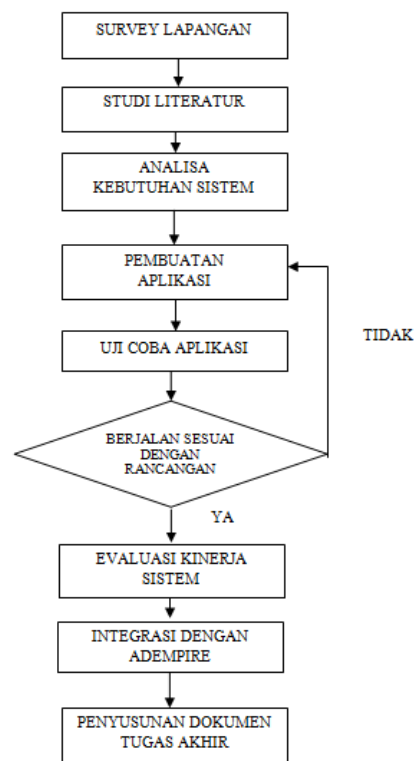 SURVEY LAPANGAN
STUDI LITERATUR
ANALISA
KEBUTUHAN SISTEM
PEMBUATAN
APLIKASI
UJI COBA APLIKASI
TIDAK
BERJALAN SESUAI
DENGAN
RANCANGAN
YA
EVALUASI KINERJA
SISTEM
INTEGRASI DENGAN
ADEMPIRE
PENYUSUNAN DOKUMEN
TUGAS AKHIR